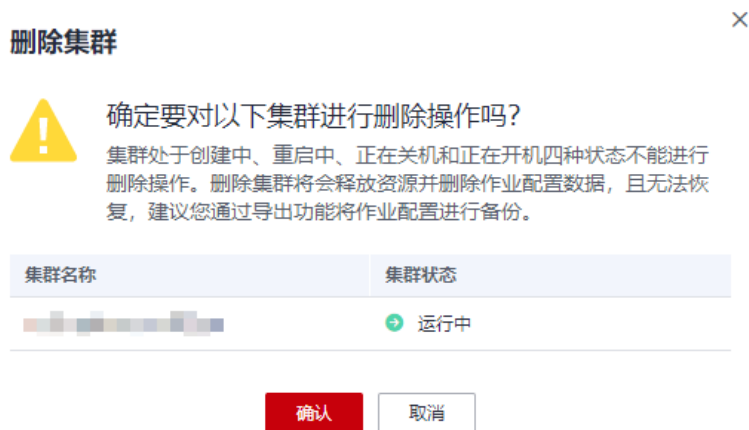 删除集群
确定要对以下集群进行删除操作吗?
集群处于创建中、重启中、正在关机和正在开机四种状态不能进行
删除操作。删除集群将会释放资源并删除作业配置数据，且无法恢
复，建议您通过导出功能将作业配置进行备份。
集群名称 集群状态
运行中
确认 取消